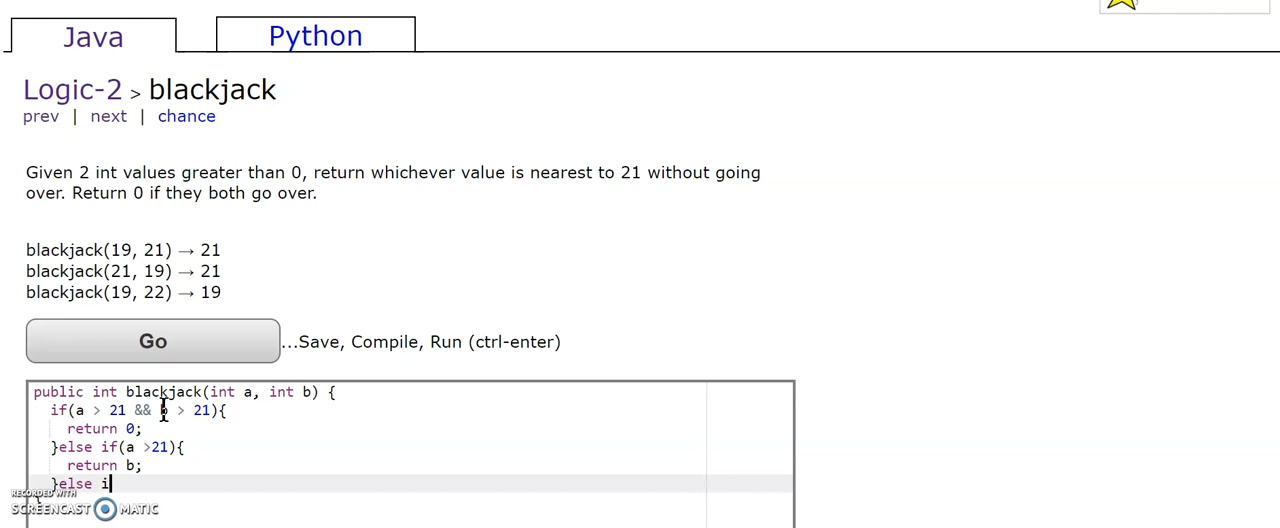 Java
Python
Logic-2 > blackjack
prev | next | chance
Given 2 int values greater than 0, return whichever value is nearest to 21 without going
over. Return 0 if they both go over.
blackjack(19, 21) → 21
blackjack(21, 19) → 21
blackjack(19, 22) → 19
Go
...Save, Compile, Run (ctrl-enter)
public int blackjack(int a, int b) {
if(a > 21 && b > 21){
return 0;
}else if(a >21){
return b;
}else i
}
RECORDED WITH
SCREENCAST MATIC